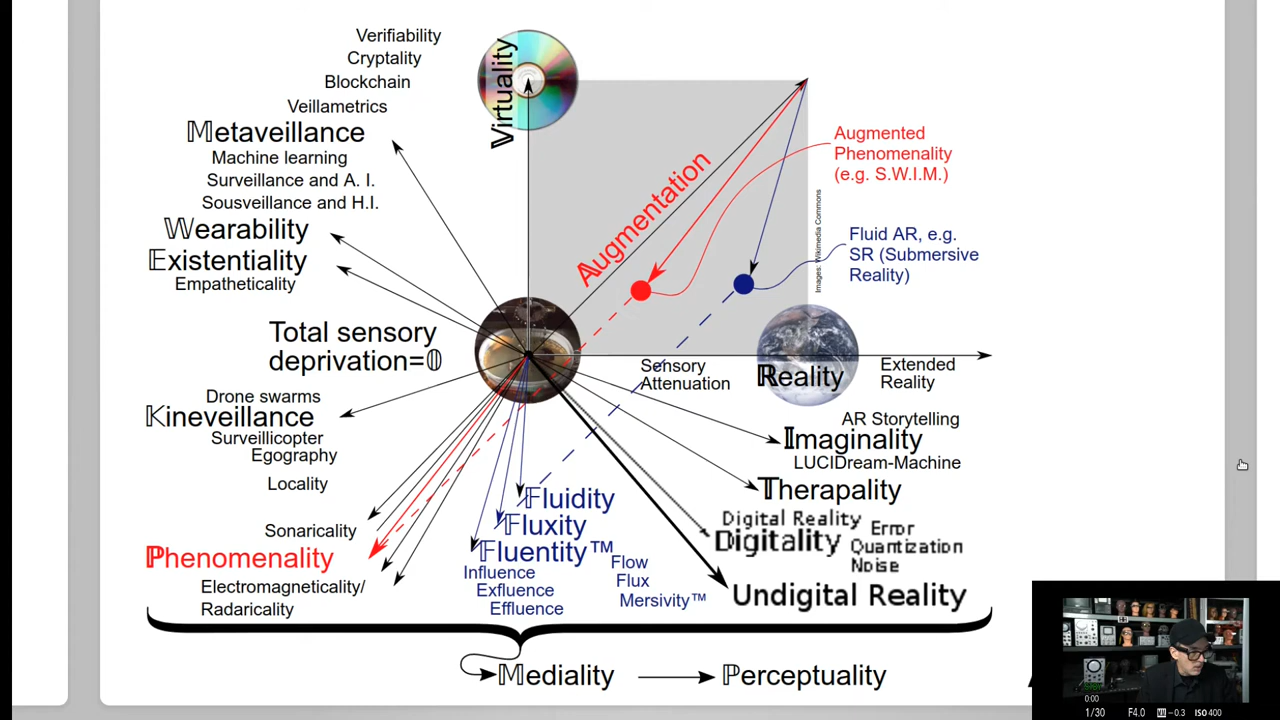 Verifiability
Cryptality
Blockchain
Veillametrics
Metaveillance
Machine learning
Surveillance and A. I.
Sousveillance and H.I.
Wearability
Existentiality
Empatheticality
Total sensory
deprivation=0
Drone swarms
Kineveillance
Surveillicopter
Egography
Locality
Sonaricality
Phenomenality
Electromagneticality/
Radaricality
Virtuality
Augmentation
Augmented
Phenomenality
(e.g. S.W.I.M.)
Images: Wikimedia Commons
Fluid AR, e.g.
SR (Submersive
Reality)
Sensory
Attenuation
Reality
Extended
Reality
AR Storytelling
Imaginality
LUCIDream-Machine
Therapality
Digital Reality
Digitality
Error
Quantization
Noise
Undigital Reality
Fluidity
Fluxity
Fluentity™
Influence
Exfluence
Effluence
Flow
Flux
Mersivity™
Mediality
Perceptuality
0:00
1/30 F4.0 −0.3 ISO 400